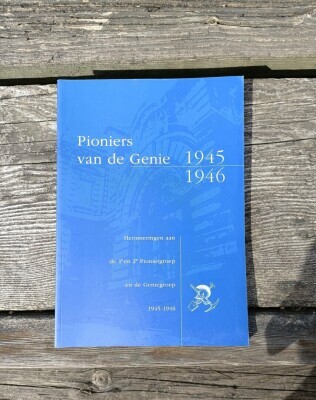 Pioniers
van de Genie 1945
1946
Herinneringen aan
de 1e en 2e Pioniergroep
en de Geniegroep
1945-1946